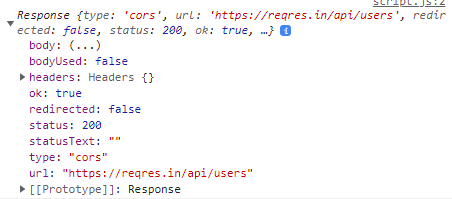 script.js:2
Response {type: 'cors', url: 'https://reqres.in/api/users', redir
ected: false, status: 200, ok: true, …} i
body: (...)
bodyUsed: false
headers: Headers {}
ok: true
redirected: false
status: 200
statusText: ""
type: "cors"
url: "https://reqres.in/api/users"
[[Prototype]]: Response